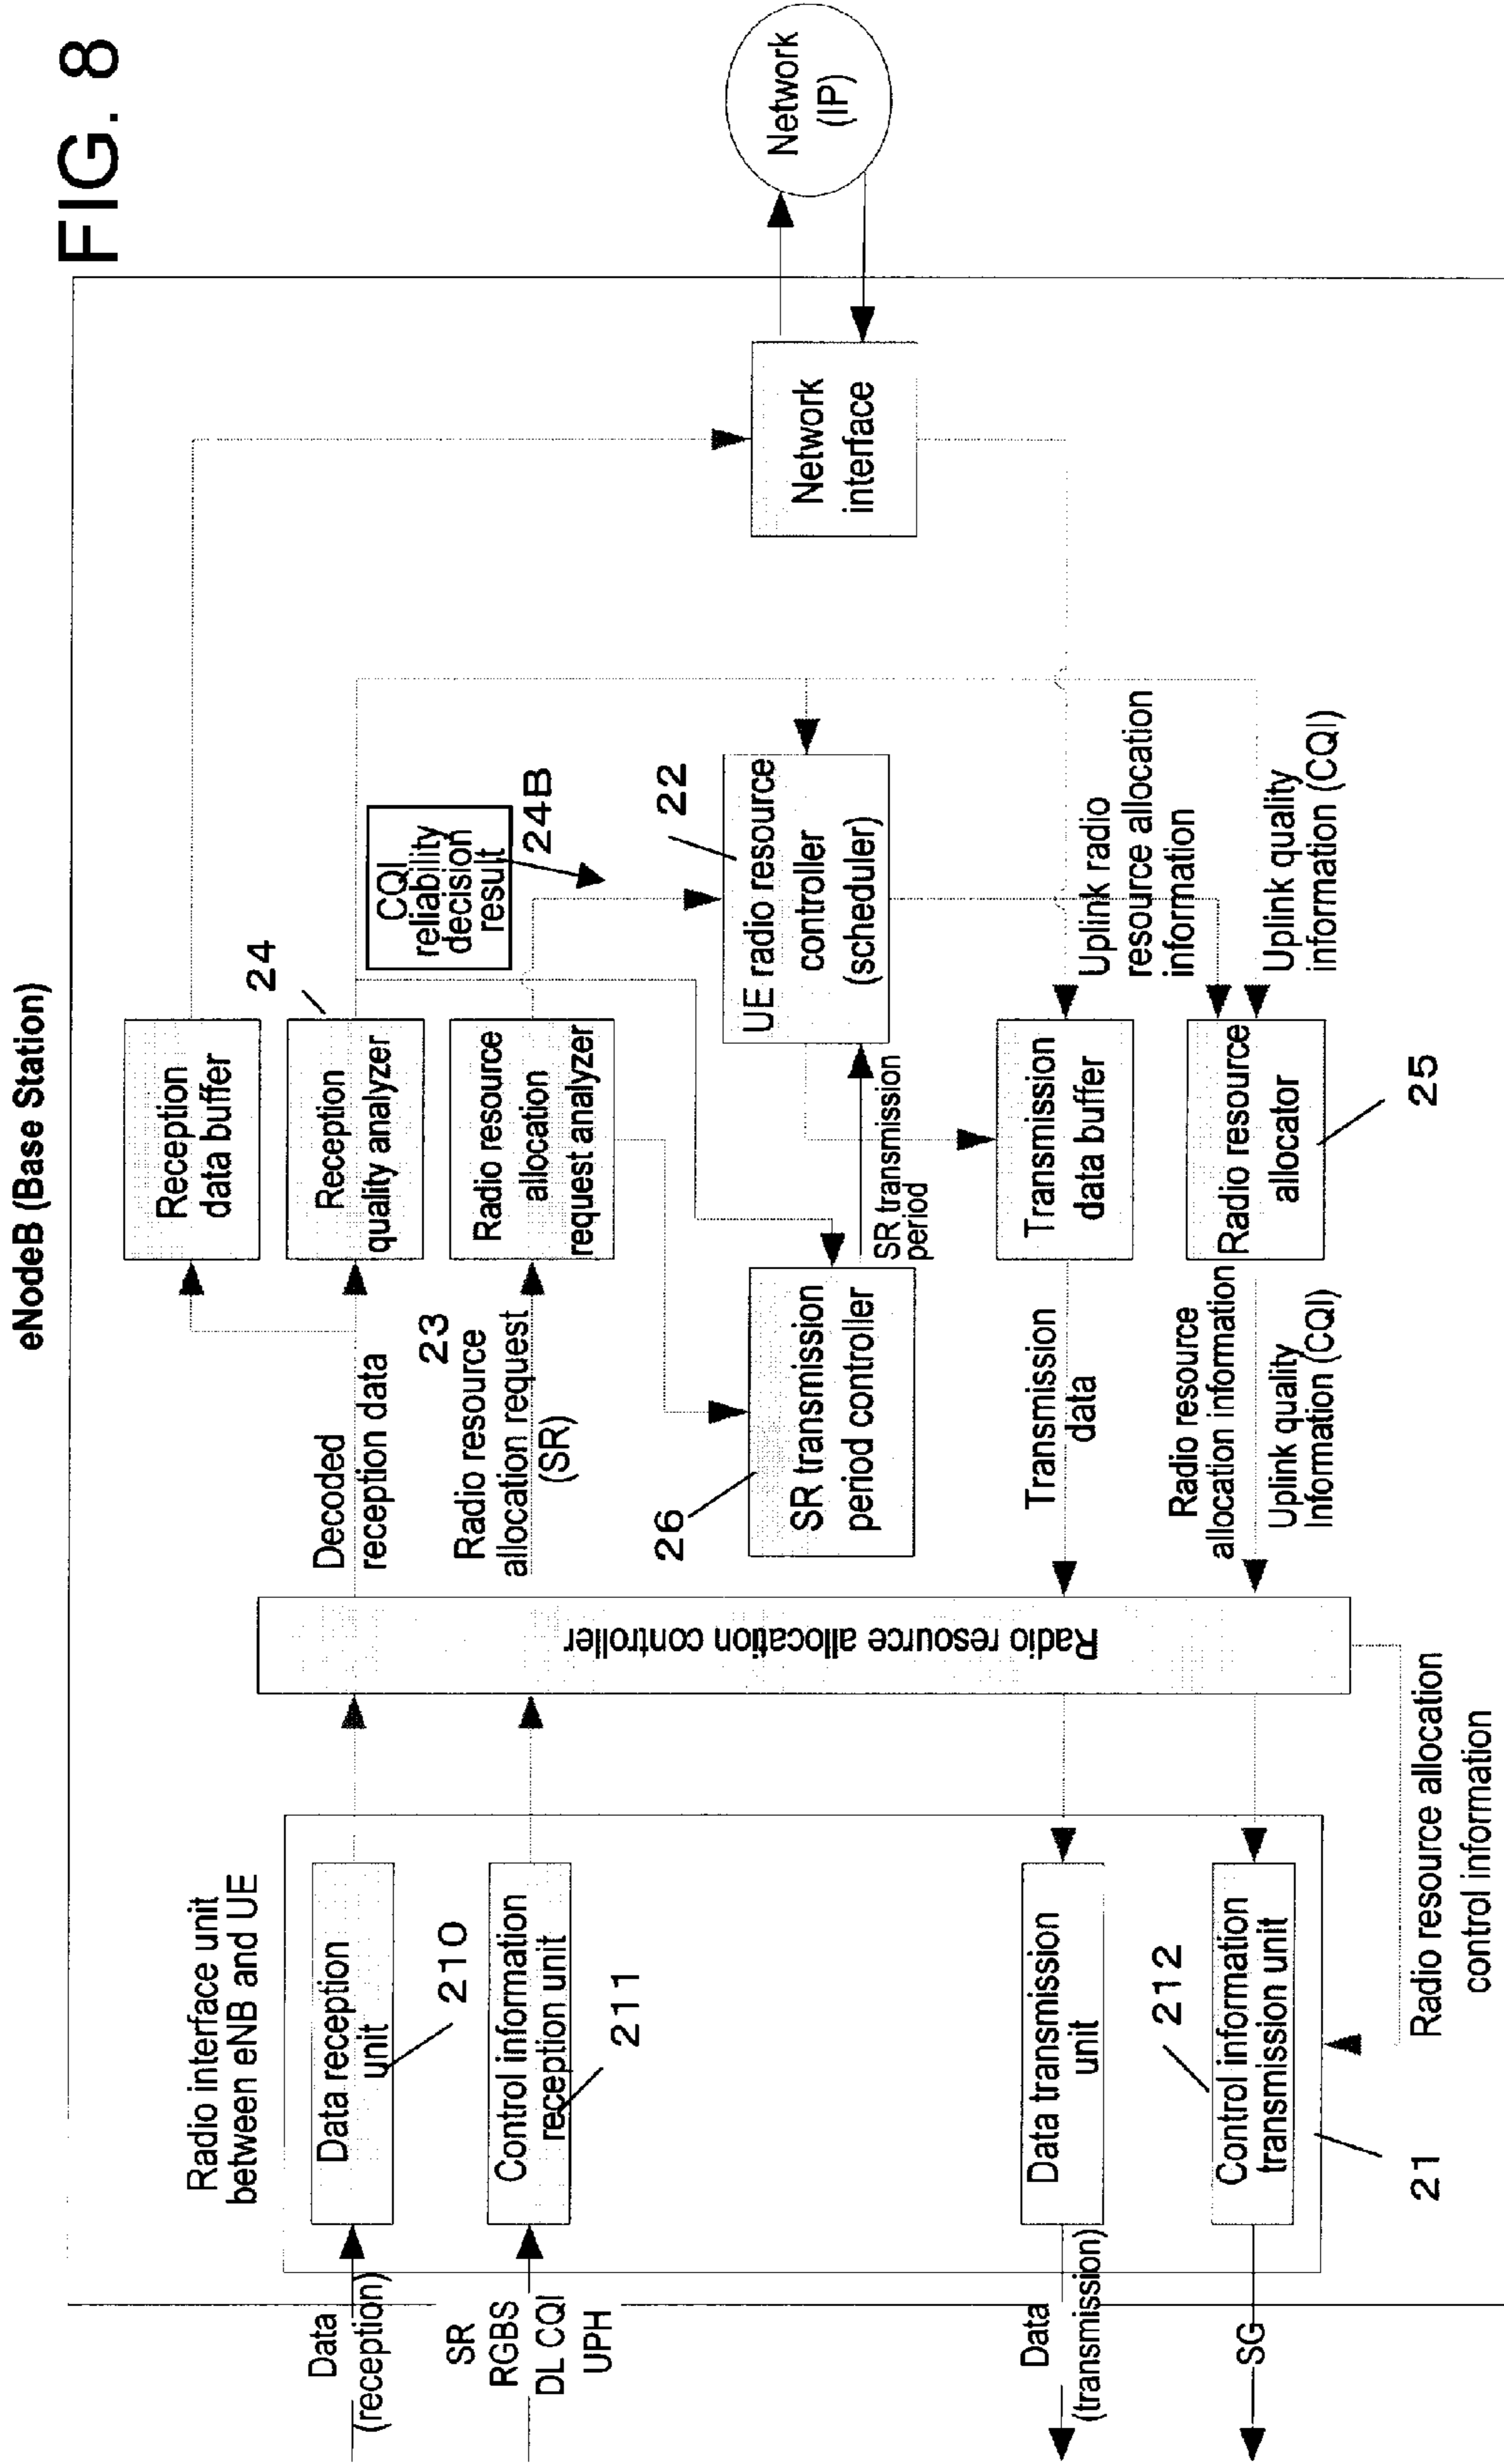 FIG. 8
eNodeB (Base Station)
Radio interface unit
between eNB and UE
Data
(reception)
Data reception
unit
210
SR
RGBS
DL CQI
UPH
Control information
reception unit
211
Data
(transmission)
Data transmission
unit
212
SG
Control information
transmission unit
21
Radio resource allocation
control information
Radio resource allocation controller
Decoded
reception data
23
Radio resource
allocation request
(SR)
26
SR transmission
period controller
Transmission
data
Radio resource
allocation information
Uplink quality
Information (CQI)
Reception
data buffer
24
Reception
quality analyzer
Radio resource
allocation
request analyzer
CQI
reliability
decision
result
24B
SR transmission
period
22
UE radio resource
controller
(scheduler)
Transmission
data buffer
Radio resource
allocator
25
Uplink radio
resource allocation
information
Uplink quality
information (CQI)
Network
interface
Network
(IP)